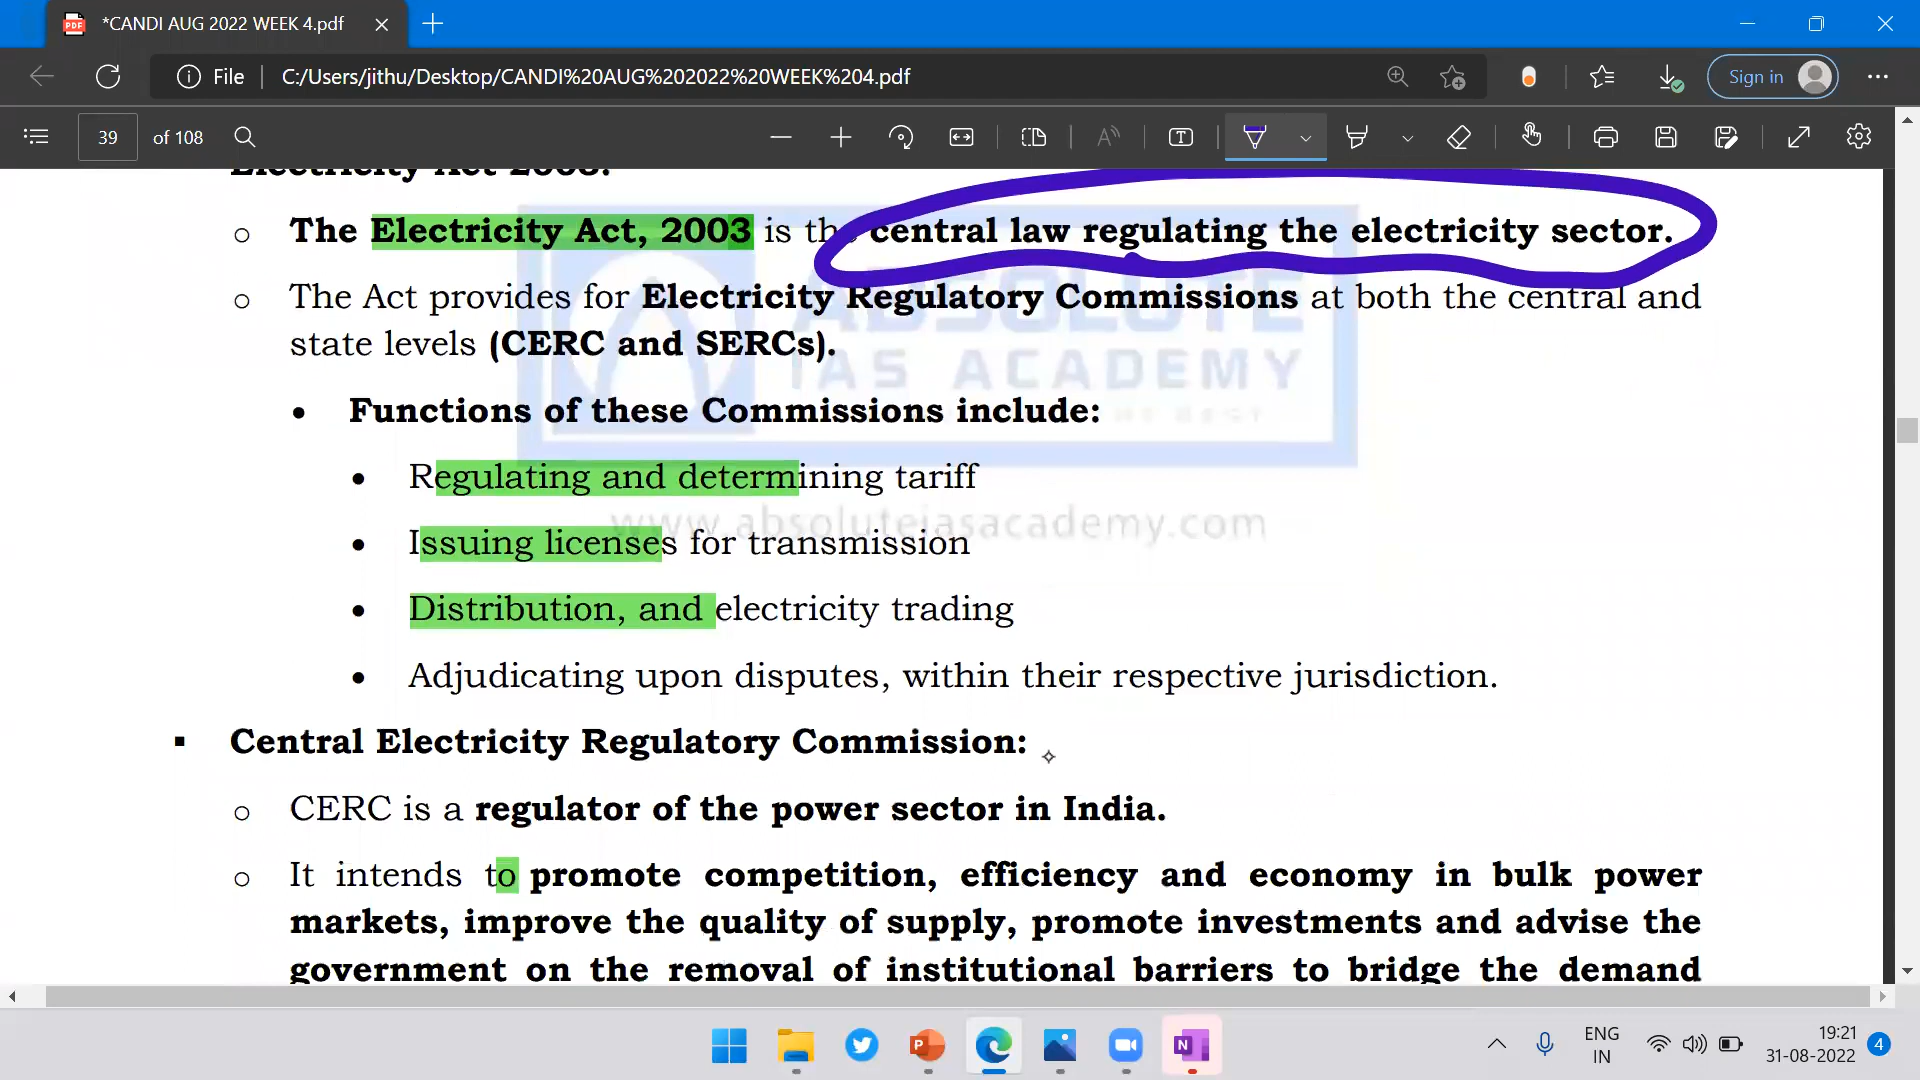 *CANDI AUG 2022 WEEK 4.pdf
File C:/Users/jithu/Desktop/CANDI%20AUG%202022%20WEEK%204.pdf
Sign in
39 of 108
Electricity Act 2003:
The Electricity Act, 2003 is the central law regulating the electricity sector.
The Act provides for Electricity Regulatory Commissions at both the central and
state levels (CERC and SERCs).
ABSOLUTE
IAS ACADEMY
Functions of these Commissions include:
Regulating and determining tariff
www.absoluteiasacademy.com
Issuing licenses for transmission
Distribution, and electricity trading
Adjudicating upon disputes, within their respective jurisdiction.
Central Electricity Regulatory Commission:
CERC is a regulator of the power sector in India.
It intends to promote competition, efficiency and economy in bulk power
markets, improve the quality of supply, promote investments and advise the
government on the removal of institutional barriers to bridge the demand
ENG
IN
19:21
31-08-2022
4